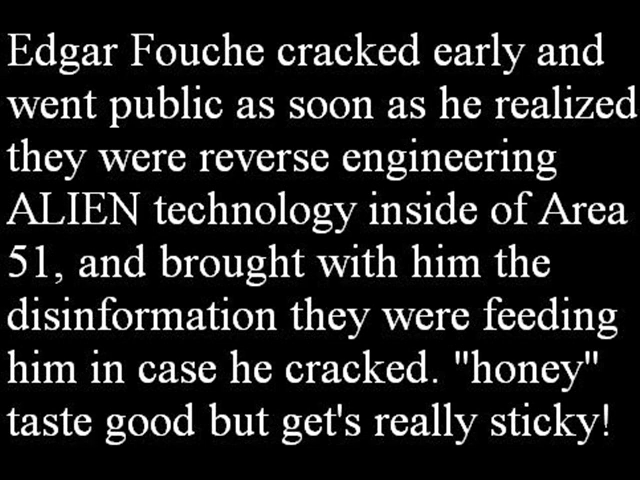 Edgar Fouche cracked early and
went public as soon as he realized
they were reverse engineering
ALIEN technology inside of Area
51, and brought with him the
disinformation they were feeding
him in case he cracked. "honey"
taste good but get's really sticky!